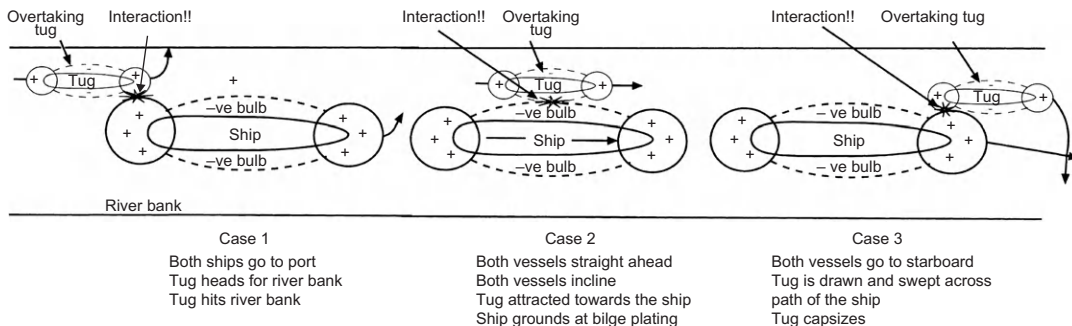 Overtaking
tug
Interaction!!
Tug
–ve bulb
Ship
–ve bulb
River bank
Case 1
Both ships go to port
Tug heads for river bank
Tug hits river bank
Interaction!!
Overtaking
tug
Tug
–ve bulb
Ship
–ve bulb
Case 2
Both vessels straight ahead
Both vessels incline
Tug attracted towards the ship
Ship grounds at bilge plating
Interaction!!
Overtaking tug
Tug
–ve bulb
Ship
–ve bulb
Case 3
Both vessels go to starboard
Tug is drawn and swept across
path of the ship
Tug capsizes